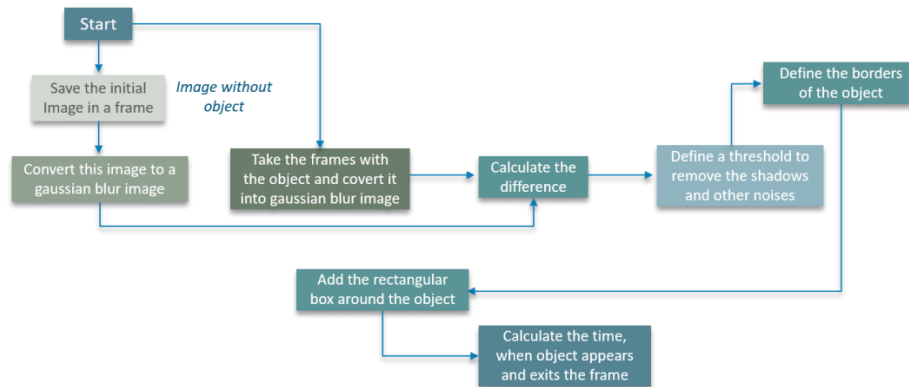 Start
Save the initial
Image in a frame
Image without
object
Convert this image to a
gaussian blur image
Take the frames with
the object and covert it
into gaussian blur image
Calculate the
difference
Define a threshold to
remove the shadows
and other noises
Define the borders
of the object
Add the rectangular
box around the object
Calculate the time,
when object appears
and exits the frame